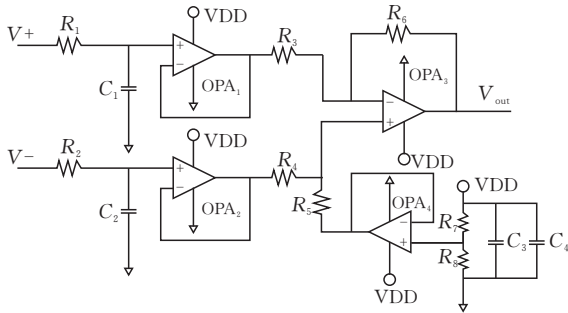 R₁
V+
C₁
VDD
OPA₁
R₃
R₆
OPA₃
V out
VDD
V−
R₂
C₂
VDD
OPA₂
R₄
R₅
OPA₄
VDD
VDD
R₇
R₈
C₃
C₄
+
−
+
−
−
+
−
+